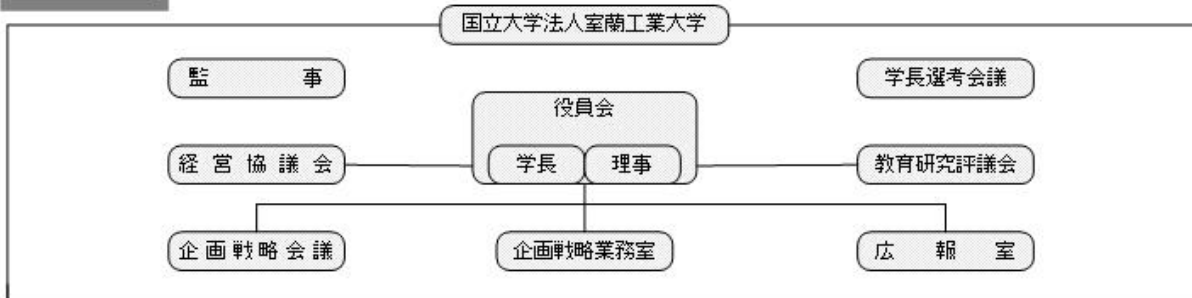 国立大学法人室蘭工業大学
監事
学長選考会議
役員会
経営協議会
学長
理事
教育研究評議会
企画戦略会議
企画戦略業務室
広報室